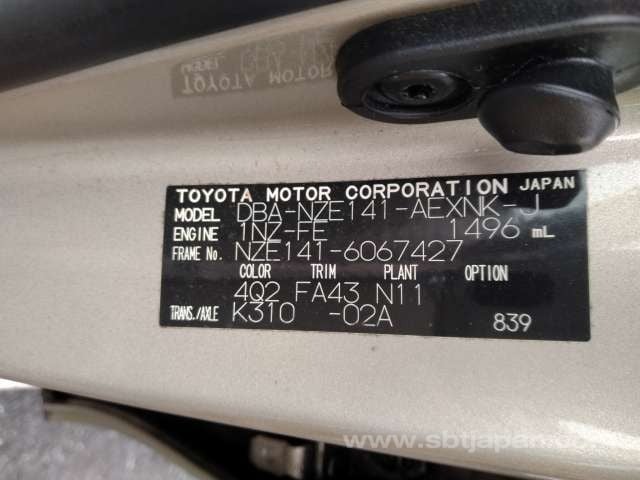 TOYOTA MOTOR CORPORATION JAPAN
MODEL DBA-NZE141-AEXNK-J
ENGINE 1NZ-FE 1496 mL
FRAME No. NZE141-6067427
COLOR TRIM PLANT OPTION
4Q2 FA43 N11
TRANS./AXLE K310 -02A 839
www.sbtjapan.co